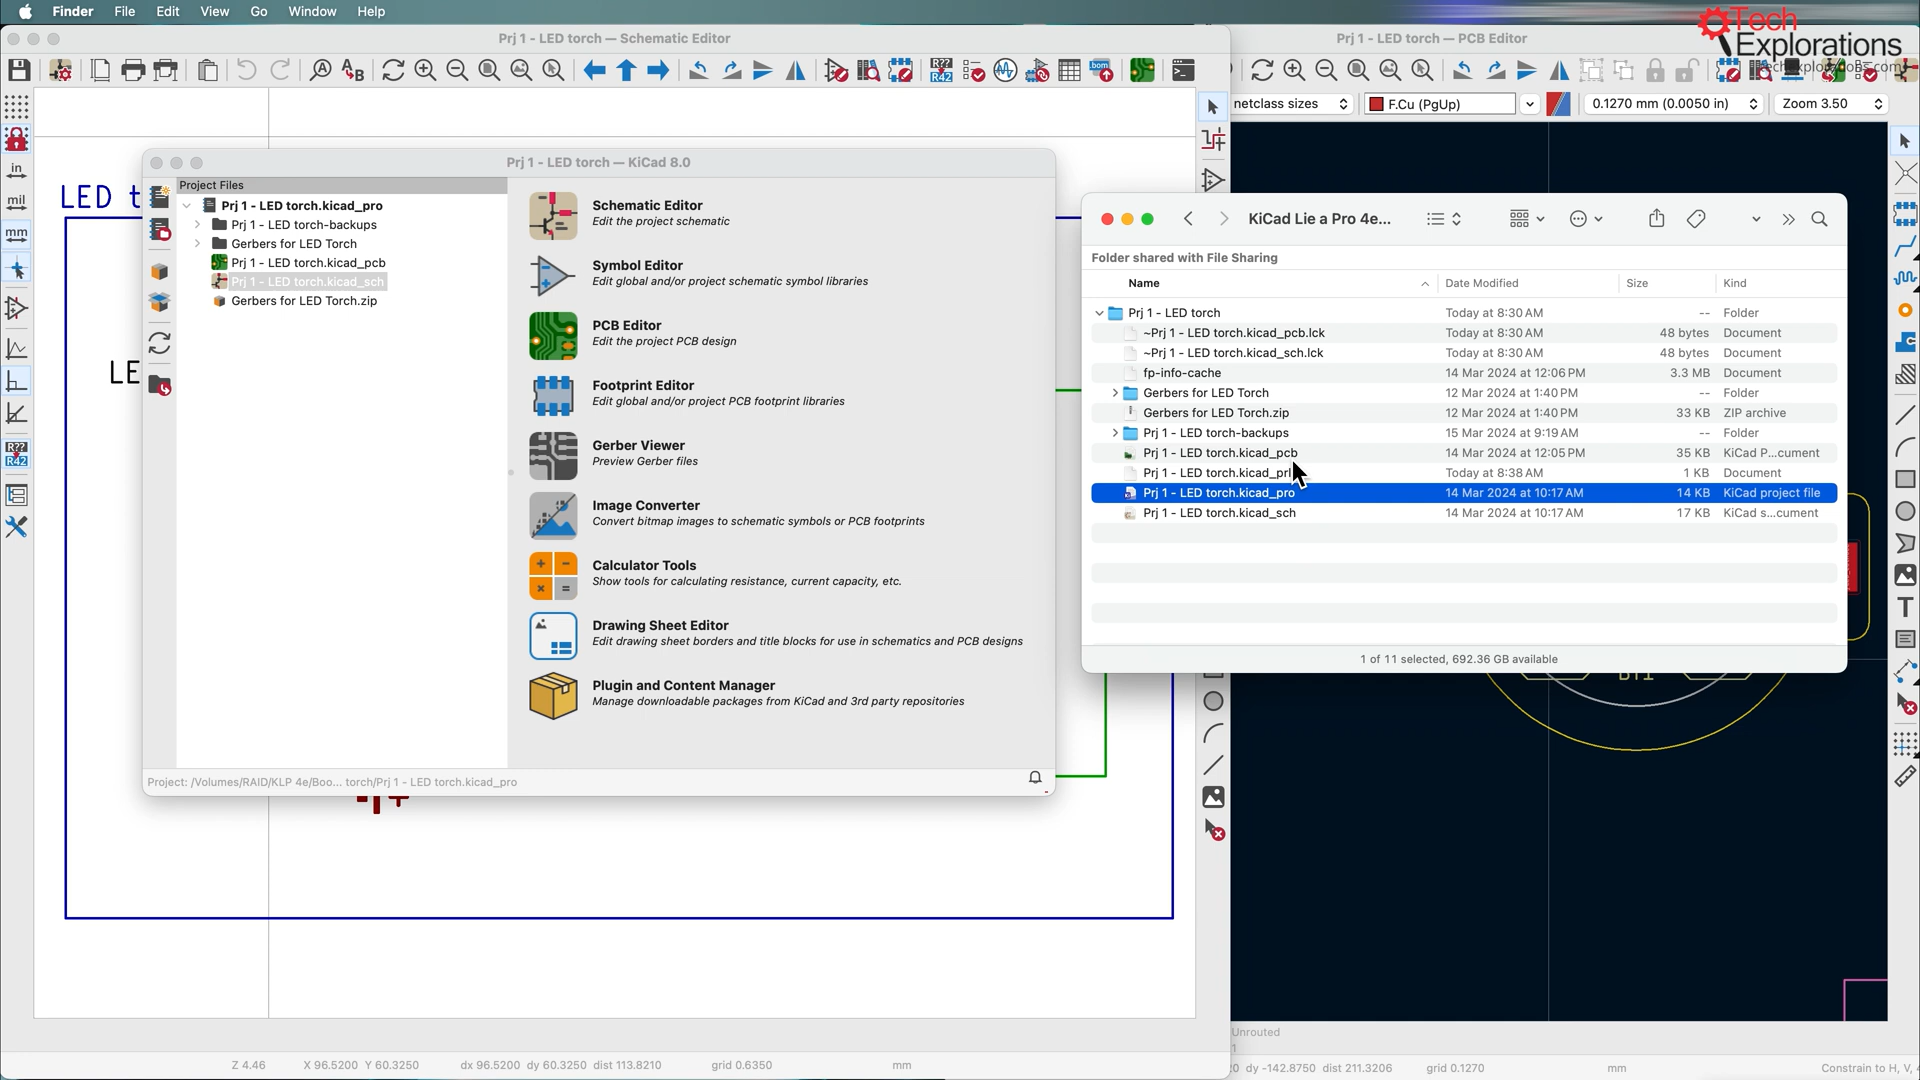 Finder File Edit View Go Window Help
Tech
Explorations
Prj 1 - LED torch — Schematic Editor
Prj 1 - LED torch — PCB Editor
netclass sizes
F.Cu (PgUp)
0.1270 mm (0.0050 in)
Zoom 3.50
R??
R42
bom
in
mil
mm
LED t
LE
R??
R42
Prj 1 - LED torch — KiCad 8.0
Project Files
Prj 1 - LED torch.kicad_pro
Prj 1 - LED torch-backups
Gerbers for LED Torch
Prj 1 - LED torch.kicad_pcb
Prj 1 - LED torch.kicad_sch
Gerbers for LED Torch.zip
Schematic Editor
Edit the project schematic
Symbol Editor
Edit global and/or project schematic symbol libraries
PCB Editor
Edit the project PCB design
Footprint Editor
Edit global and/or project PCB footprint libraries
Gerber Viewer
Preview Gerber files
Image Converter
Convert bitmap images to schematic symbols or PCB footprints
Calculator Tools
Show tools for calculating resistance, current capacity, etc.
Drawing Sheet Editor
Edit drawing sheet borders and title blocks for use in schematics and PCB designs
Plugin and Content Manager
Manage downloadable packages from KiCad and 3rd party repositories
Project: /Volumes/RAID/KLP 4e/Boo... torch/Prj 1 - LED torch.kicad_pro
KiCad Lie a Pro 4e...
Folder shared with File Sharing
Name Date Modified Size Kind
Prj 1 - LED torch Today at 8:30 AM -- Folder
~Prj 1 - LED torch.kicad_pcb.lck Today at 8:30 AM 48 bytes Document
~Prj 1 - LED torch.kicad_sch.lck Today at 8:30 AM 48 bytes Document
fp-info-cache 14 Mar 2024 at 12:06 PM 3.3 MB Document
Gerbers for LED Torch 12 Mar 2024 at 1:40 PM -- Folder
Gerbers for LED Torch.zip 12 Mar 2024 at 1:40 PM 33 KB ZIP archive
Prj 1 - LED torch-backups 15 Mar 2024 at 9:19 AM -- Folder
Prj 1 - LED torch.kicad_pcb 14 Mar 2024 at 12:05 PM 35 KB KiCad P...cument
Prj 1 - LED torch.kicad_prl Today at 8:38 AM 1 KB Document
Prj 1 - LED torch.kicad_pro 14 Mar 2024 at 10:17 AM 14 KB KiCad project file
Prj 1 - LED torch.kicad_sch 14 Mar 2024 at 10:17 AM 17 KB KiCad s...cument
1 of 11 selected, 692.36 GB available
Unrouted
1
Z 4.46 X 96.5200 Y 60.3250 dx 96.5200 dy 60.3250 dist 113.8210 grid 0.6350 mm
20 dy -142.8750 dist 211.3206 grid 0.1270 mm Constrain to H, V,